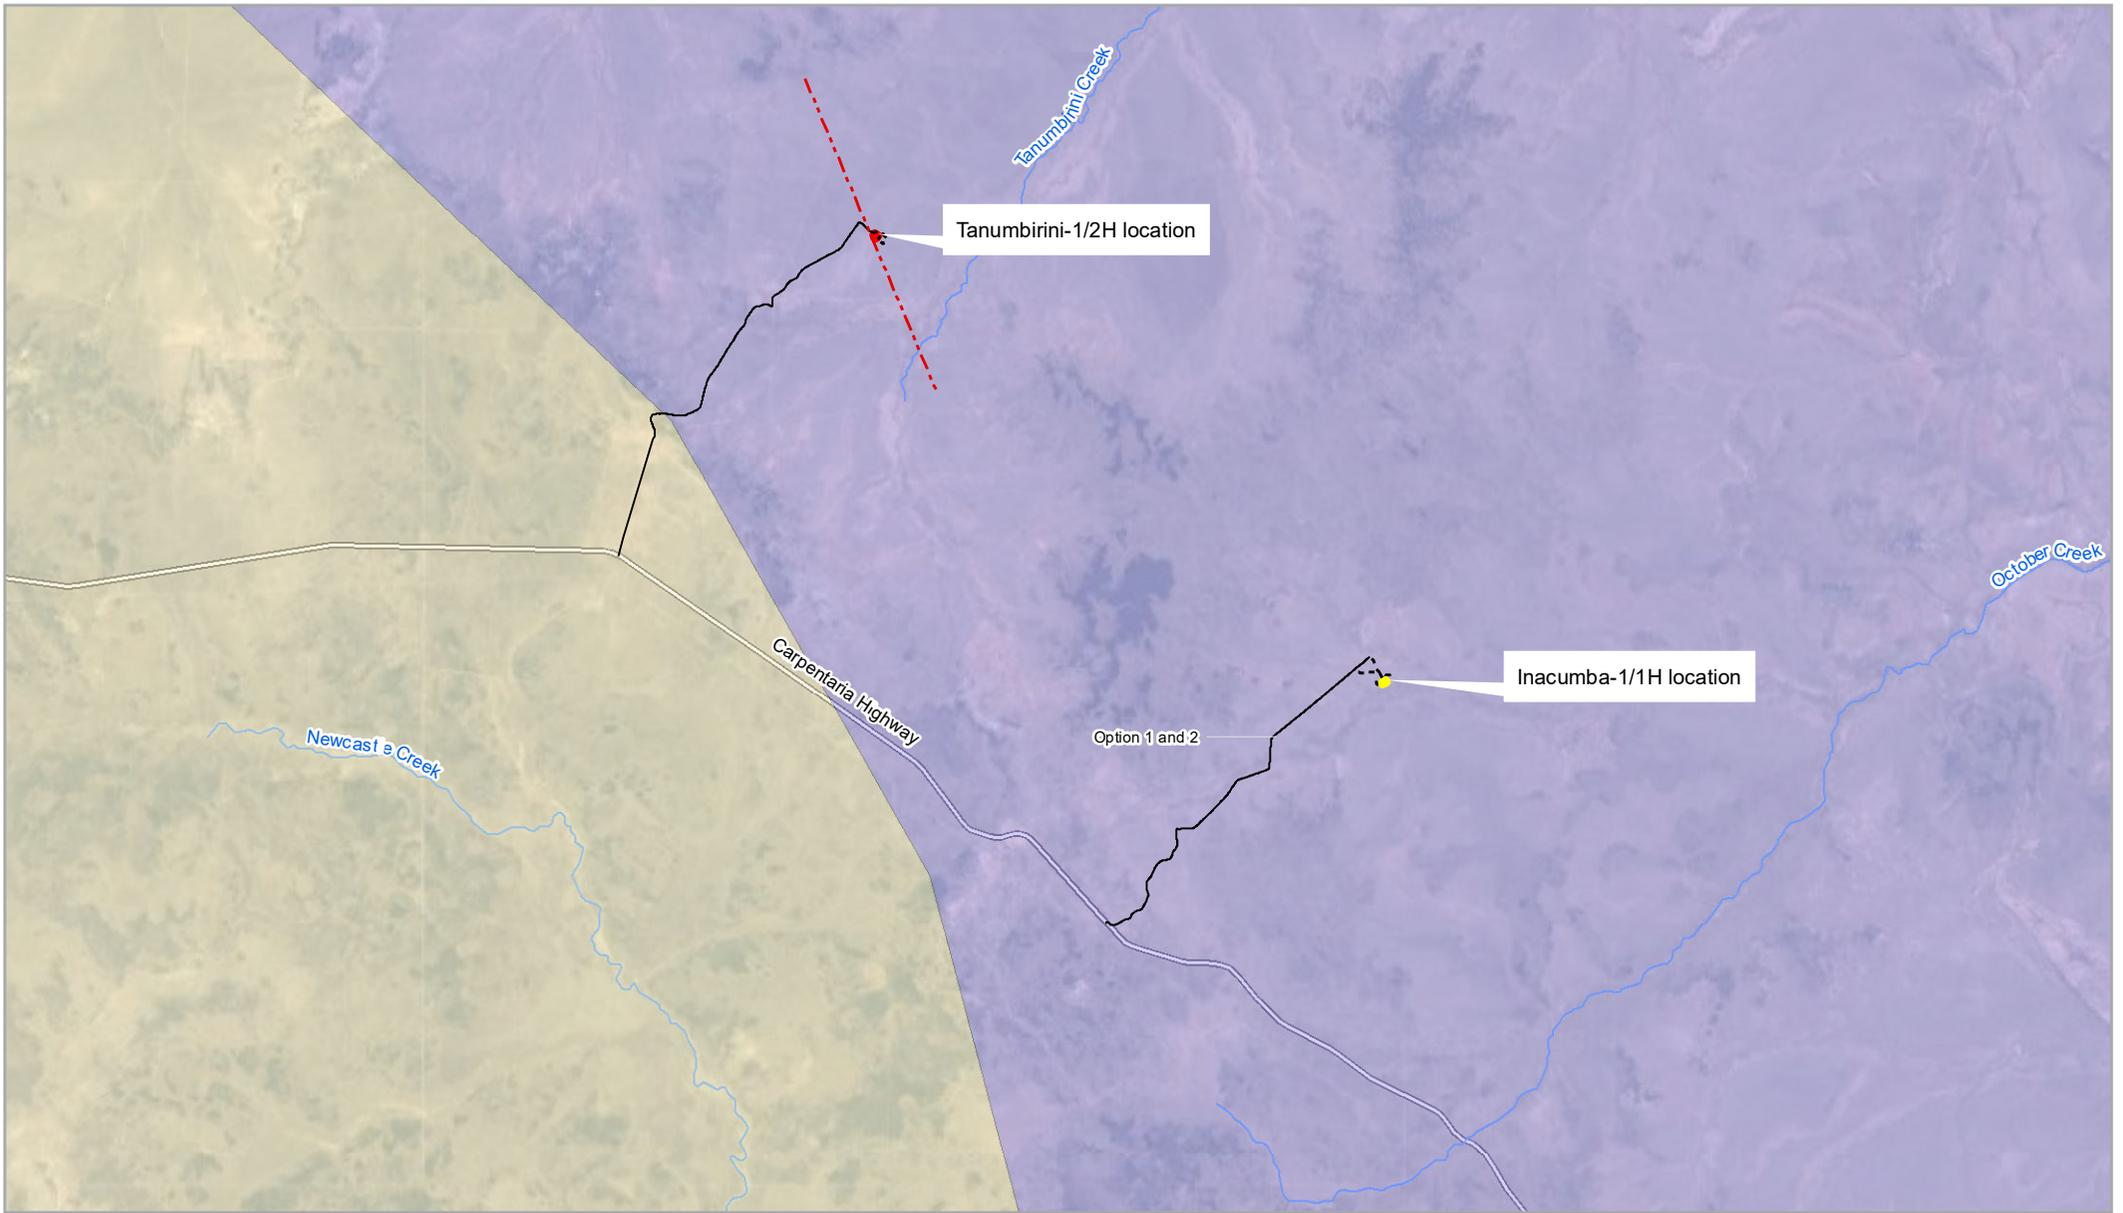 Tanumbirini Creek
Tanumbirini-1/2H location
October Creek
Carpentaria Highway
Inacumba-1/1H location
Option 1 and 2
Newcast e Creek